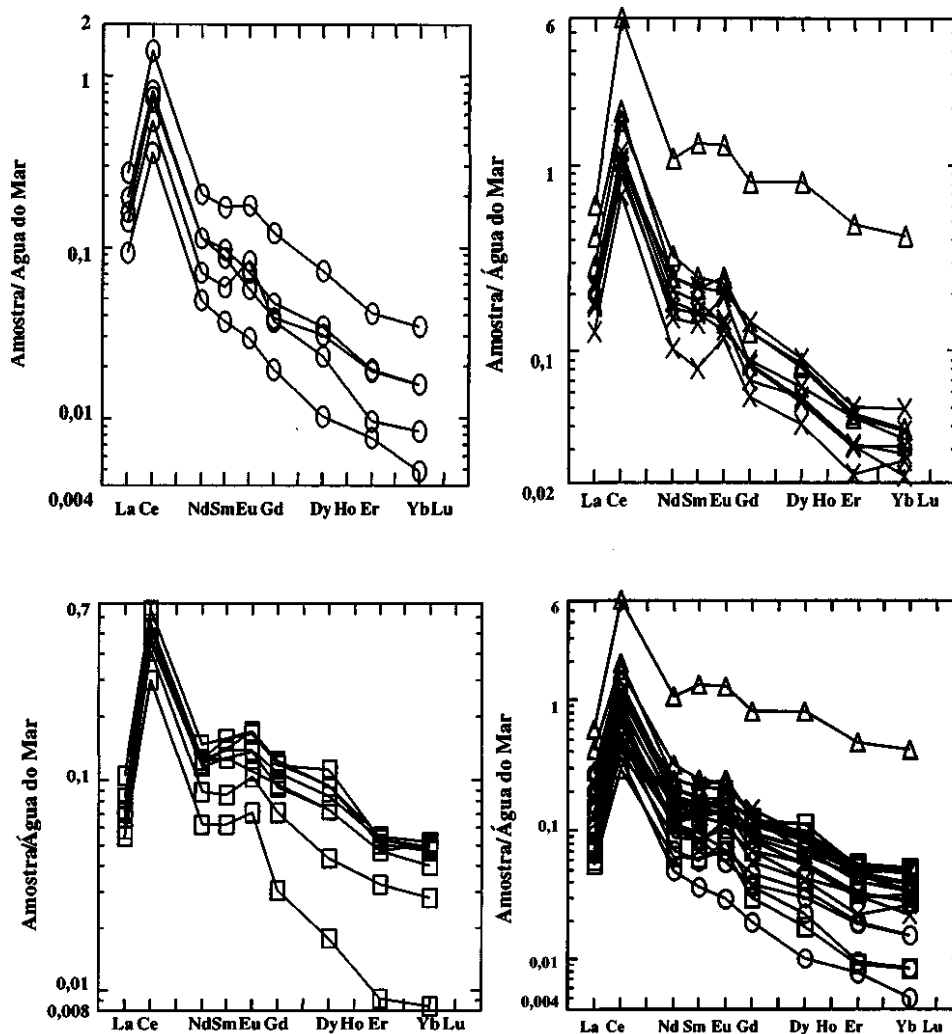 2
1
0,1
0,01
0,004
Amostra/ Água do Mar
La Ce NdSm Eu Gd Dy Ho Er Yb Lu
6
1
0,1
0,02
Amostra/ Água do Mar
La Ce Nd Sm Eu Gd Dy Ho Er Yb Lu
0,7
0,1
0,01
0,008
Amostra/Água do Mar
La Ce NdSm Eu Gd Dy Ho Er Yb Lu
6
1
0,1
0,01
0,004
Amostra/Água do Mar
La Ce Nd Sm Eu Gd Dy Ho Er Yb Lu